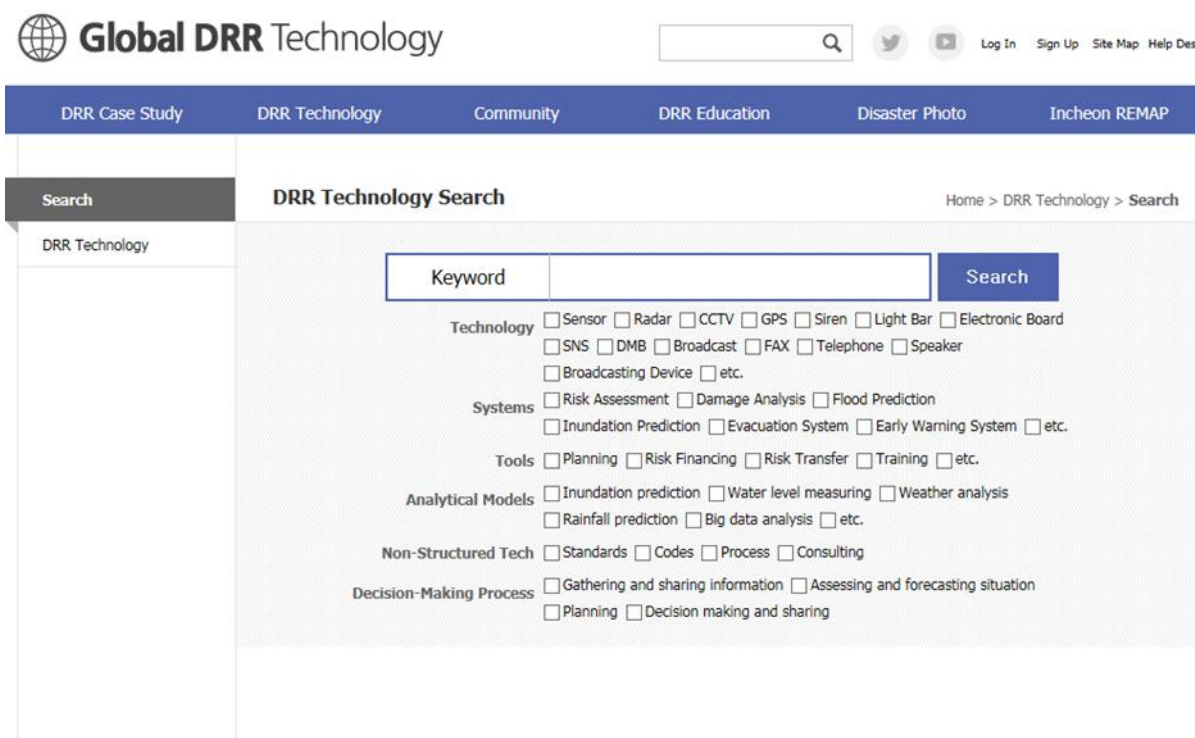 Global DRR Technology
Log In Sign Up Site Map Help Des
DRR Case Study DRR Technology Community DRR Education Disaster Photo Incheon REMAP
Search
DRR Technology
DRR Technology Search
Home > DRR Technology > Search
Keyword Search
Technology Sensor Radar CCTV GPS Siren Light Bar Electronic Board
SNS DMB Broadcast FAX Telephone Speaker
Broadcasting Device etc.
Systems Risk Assessment Damage Analysis Flood Prediction
Inundation Prediction Evacuation System Early Warning System etc.
Tools Planning Risk Financing Risk Transfer Training etc.
Analytical Models Inundation prediction Water level measuring Weather analysis
Rainfall prediction Big data analysis etc.
Non-Structured Tech Standards Codes Process Consulting
Decision-Making Process Gathering and sharing information Assessing and forecasting situation
Planning Decision making and sharing